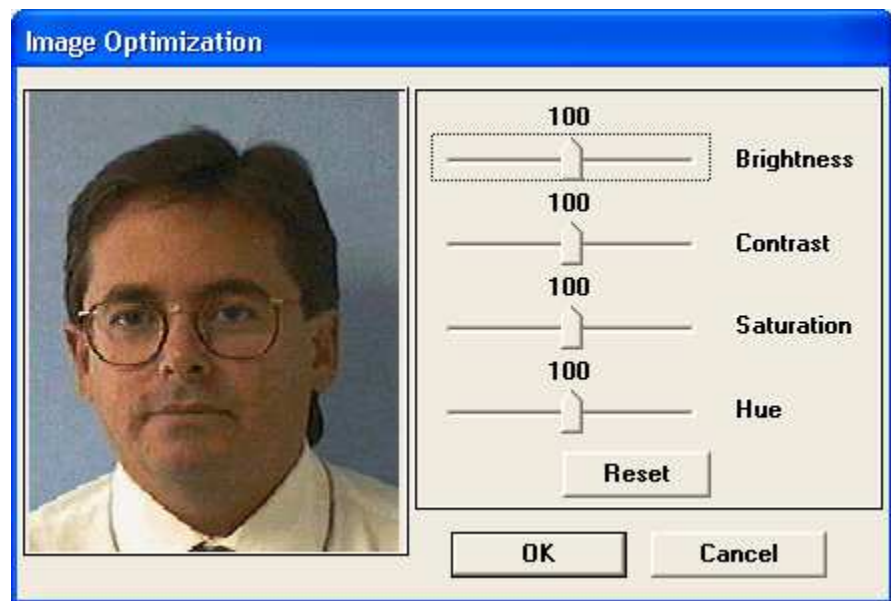 Image Optimization
100
Brightness
100
Contrast
100
Saturation
100
Hue
Reset
OK
Cancel